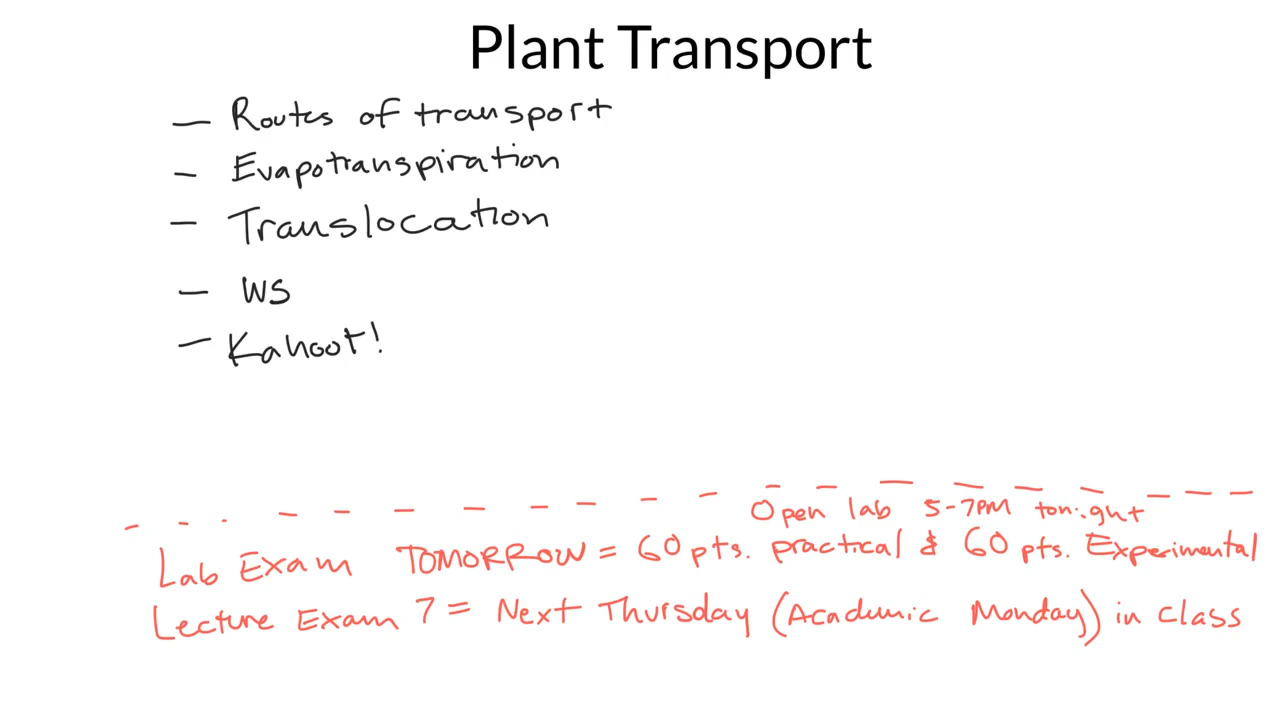 Plant Transport
— Routes of transport
— Evapotranspiration
— Translocation
— WS
— Kahoot!
Open lab 5-7PM tonight
Lab Exam TOMORROW = 60 pts. practical & 60 pts. Experimental
Lecture Exam 7 = Next Thursday (Academic Monday) in class